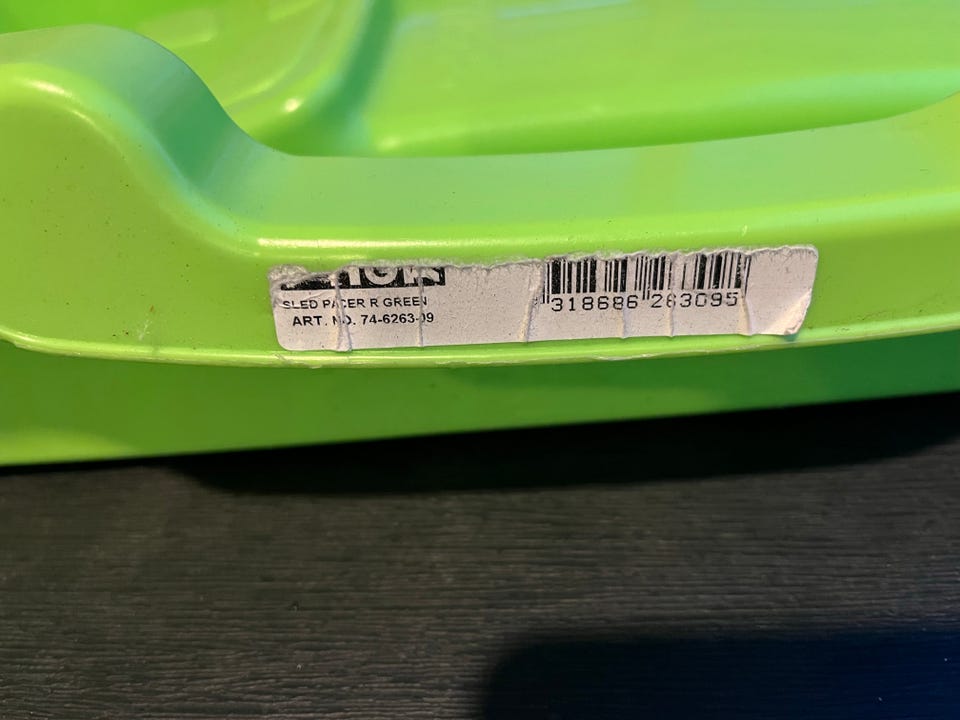 SLED PACER R GREEN
ART. NO. 74-6263-09
318686 263095